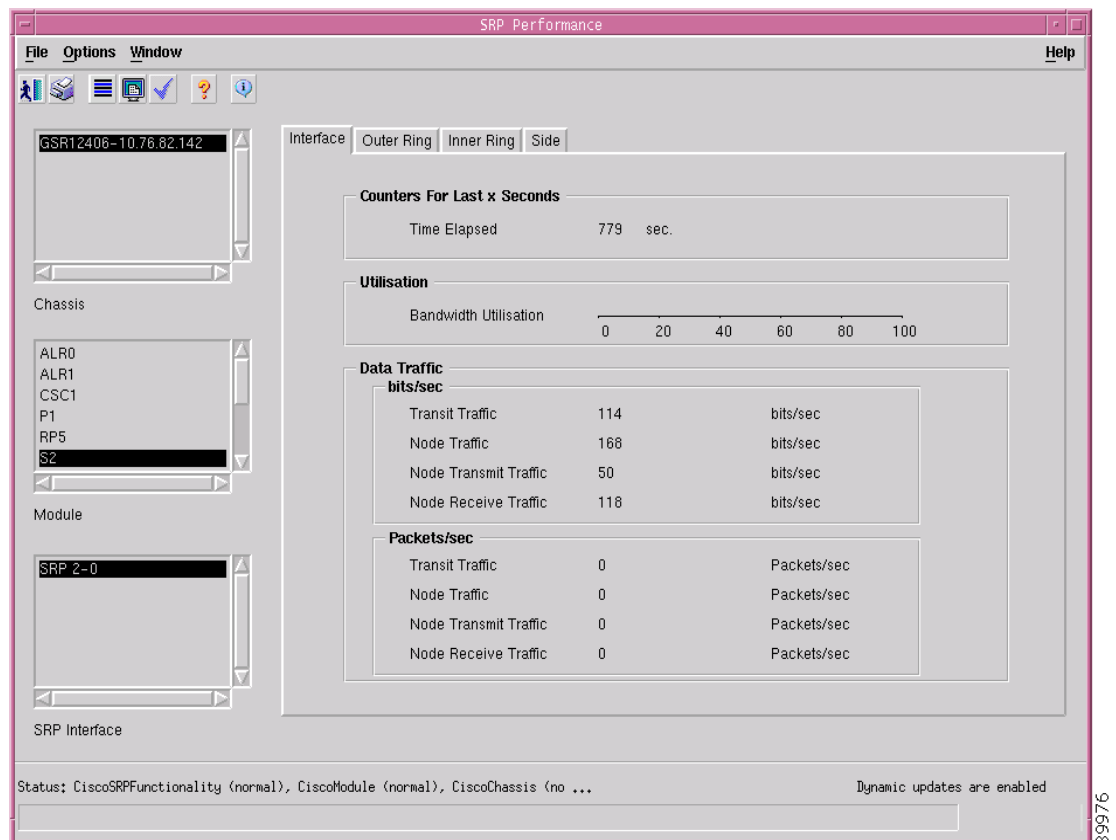 SRP Performance
File Options Window Help
GSR12406-10.76.82.142
Chassis
ALR0
ALR1
CSC1
P1
RP5
S2
Module
SRP 2-0
SRP Interface
Interface Outer Ring Inner Ring Side
Counters For Last x Seconds
Time Elapsed 779 sec.
Utilisation
Bandwidth Utilisation
0 20 40 60 80 100
Data Traffic
bits/sec
Transit Traffic 114 bits/sec
Node Traffic 168 bits/sec
Node Transmit Traffic 50 bits/sec
Node Receive Traffic 118 bits/sec
Packets/sec
Transit Traffic 0 Packets/sec
Node Traffic 0 Packets/sec
Node Transmit Traffic 0 Packets/sec
Node Receive Traffic 0 Packets/sec
Status: CiscoSRPFunctionality (normal), CiscoModule (normal), CiscoChassis (no ... Dynamic updates are enabled